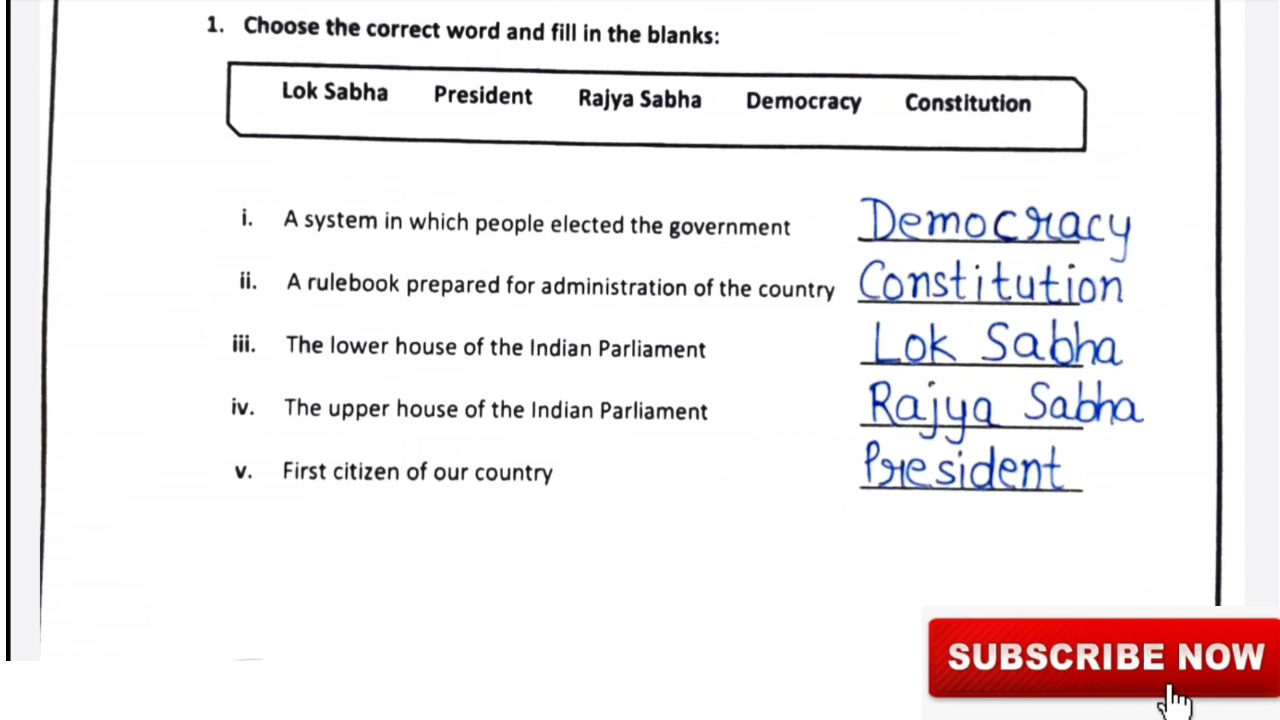 1. Choose the correct word and fill in the blanks:
Lok Sabha President Rajya Sabha Democracy Constitution
i. A system in which people elected the government Democracy
ii. A rulebook prepared for administration of the country Constitution
iii. The lower house of the Indian Parliament Lok Sabha
iv. The upper house of the Indian Parliament Rajya Sabha
v. First citizen of our country President
SUBSCRIBE NOW